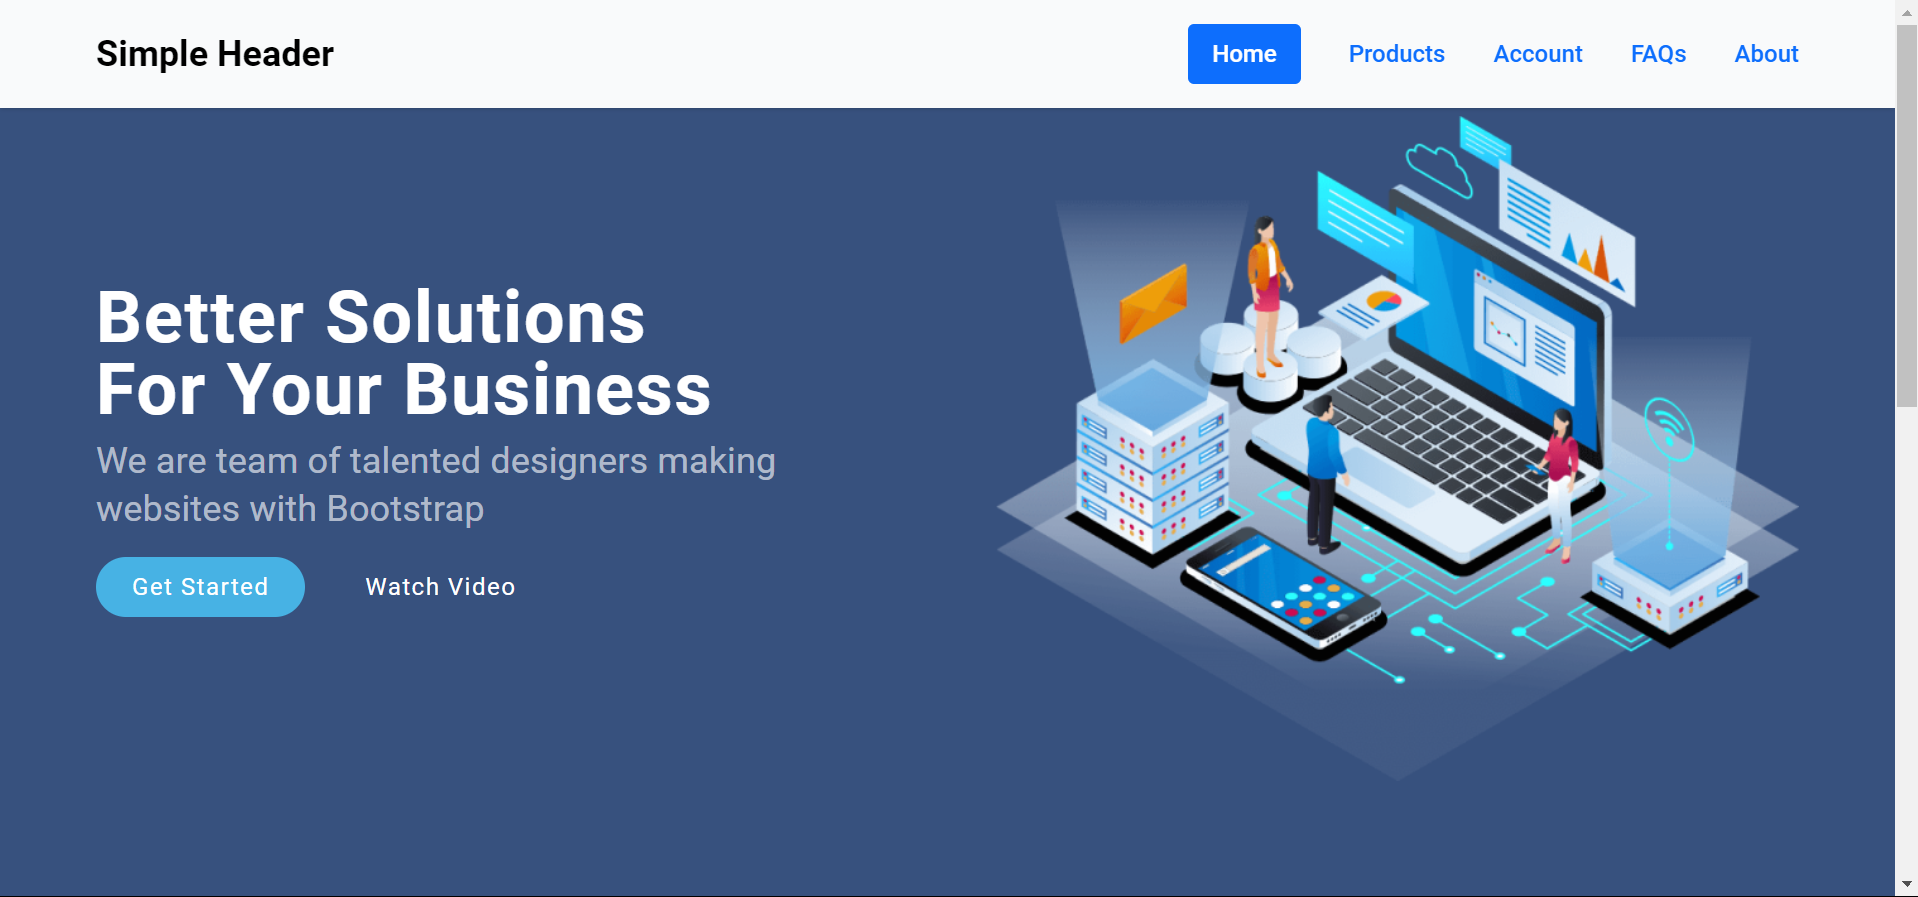 Simple Header
Home
Products
Account
FAQs
About
Better Solutions
For Your Business
We are team of talented designers making
websites with Bootstrap
Get Started
Watch Video